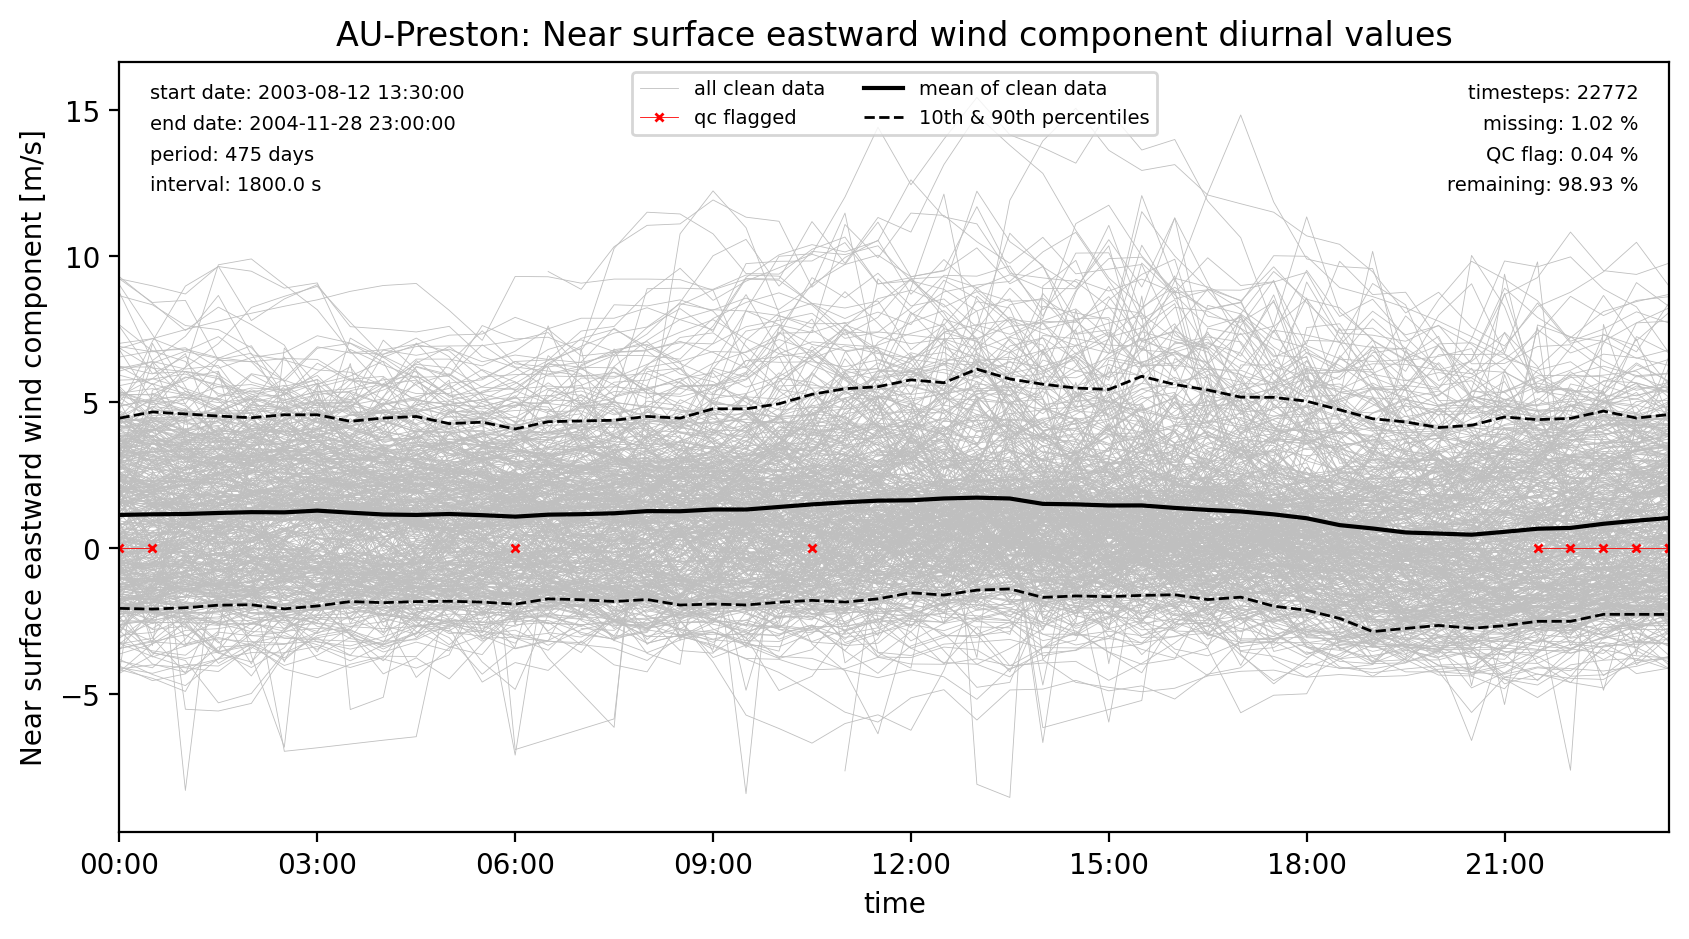 AU-Preston: Near surface eastward wind component diurnal values
start date: 2003-08-12 13:30:00
end date: 2004-11-28 23:00:00
period: 475 days
interval: 1800.0 s
all clean data
qc flagged
mean of clean data
10th & 90th percentiles
timesteps: 22772
missing: 1.02 %
QC flag: 0.04 %
remaining: 98.93 %
Near surface eastward wind component [m/s]
15
10
5
0
−5
00:00 03:00 06:00 09:00 12:00 15:00 18:00 21:00
time